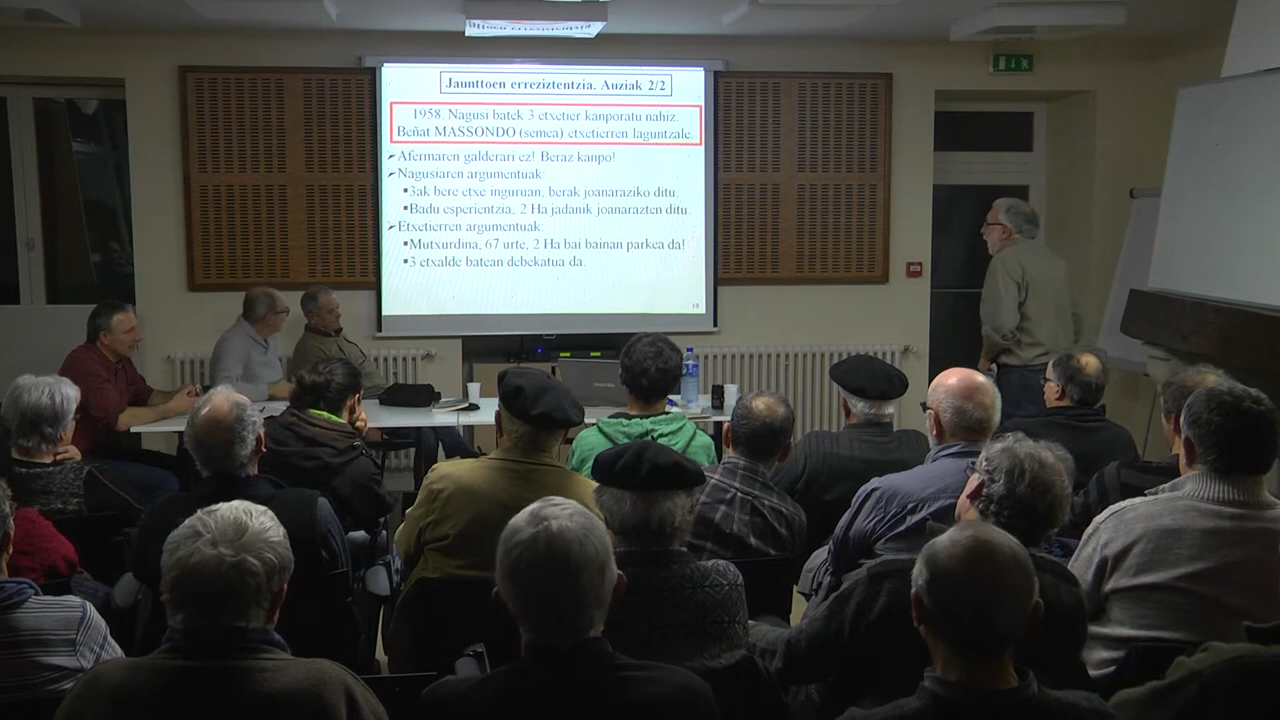 Jaunttoen erreziztentzia. Auziak 2/2
1958. Nagusi batek 3 etxetier kanporatu nahiz.
Beñat MASSONDO (semea) etxetierren laguntzale.
➢Afermaren galderari ez! Beraz kanpo!
➢Nagusiaren argumentuak:
▪3ak bere etxe inguruan, berak joanaraziko ditu,
▪Badu esperientzia, 2 Ha jadanik joanarazten ditu.
➢Etxetierren argumentuak:
▪Mutxurdina, 67 urte, 2 Ha bai bainan parkea da!
▪3 etxalde batean debekatua da.
TOSHIBA